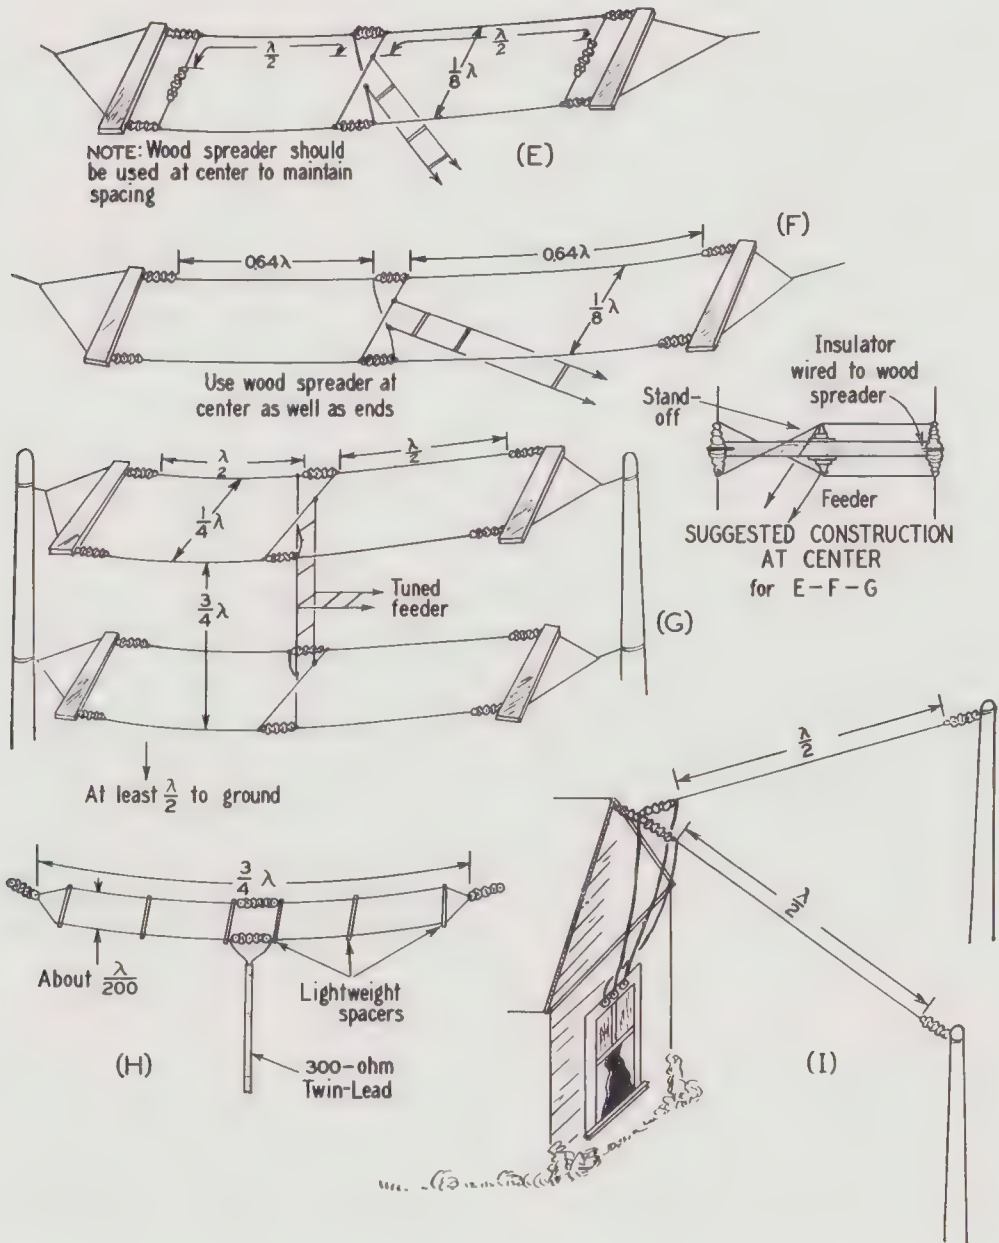 λ/2
λ/2
1/8 λ
NOTE: Wood spreader should
be used at center to maintain
spacing
(E)
(F)
0.64λ
0.64λ
1/8 λ
Use wood spreader at
center as well as ends
Insulator
wired to wood
spreader
Stand-
off
Feeder
SUGGESTED CONSTRUCTION
AT CENTER
for E-F-G
λ/2
λ/2
1/4 λ
3/4 λ
Tuned
feeder
(G)
At least λ/2 to ground
3/4 λ
About λ/200
Lightweight
spacers
(H)
300-ohm
Twin-Lead
λ/2
λ/2
(I)